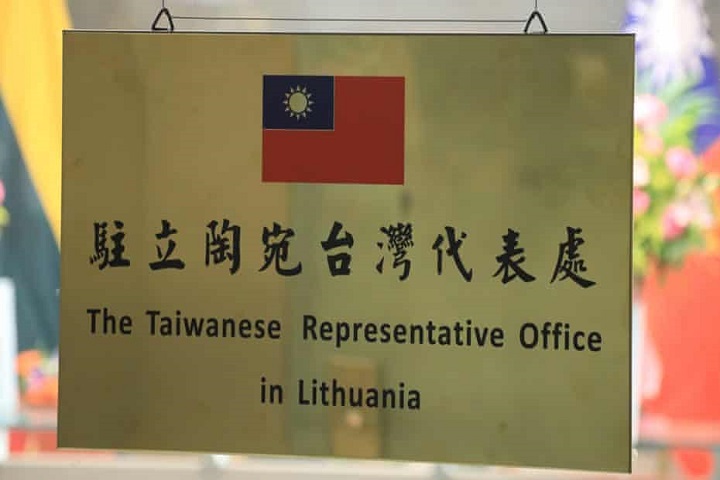 駐立陶宛台灣代表處
The Taiwanese Representative Office
in Lithuania